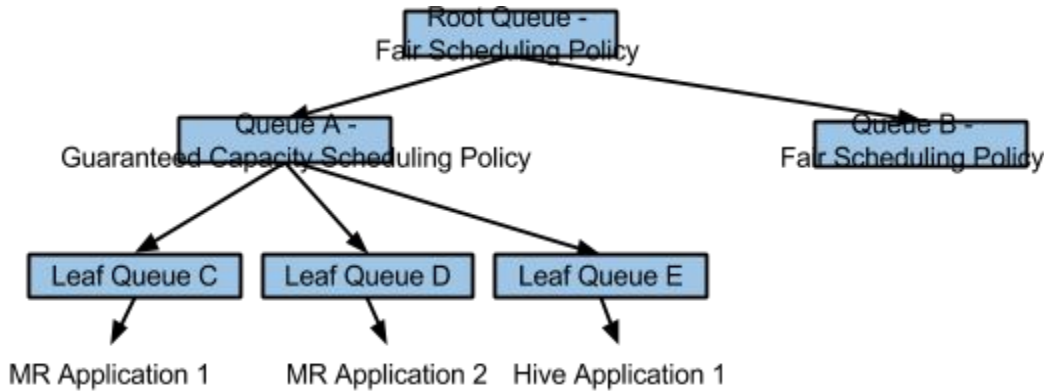 Root Queue -
Fair Scheduling Policy
Queue A -
Guaranteed Capacity Scheduling Policy
Queue B -
Fair Scheduling Policy
Leaf Queue C
Leaf Queue D
Leaf Queue E
MR Application 1
MR Application 2
Hive Application 1